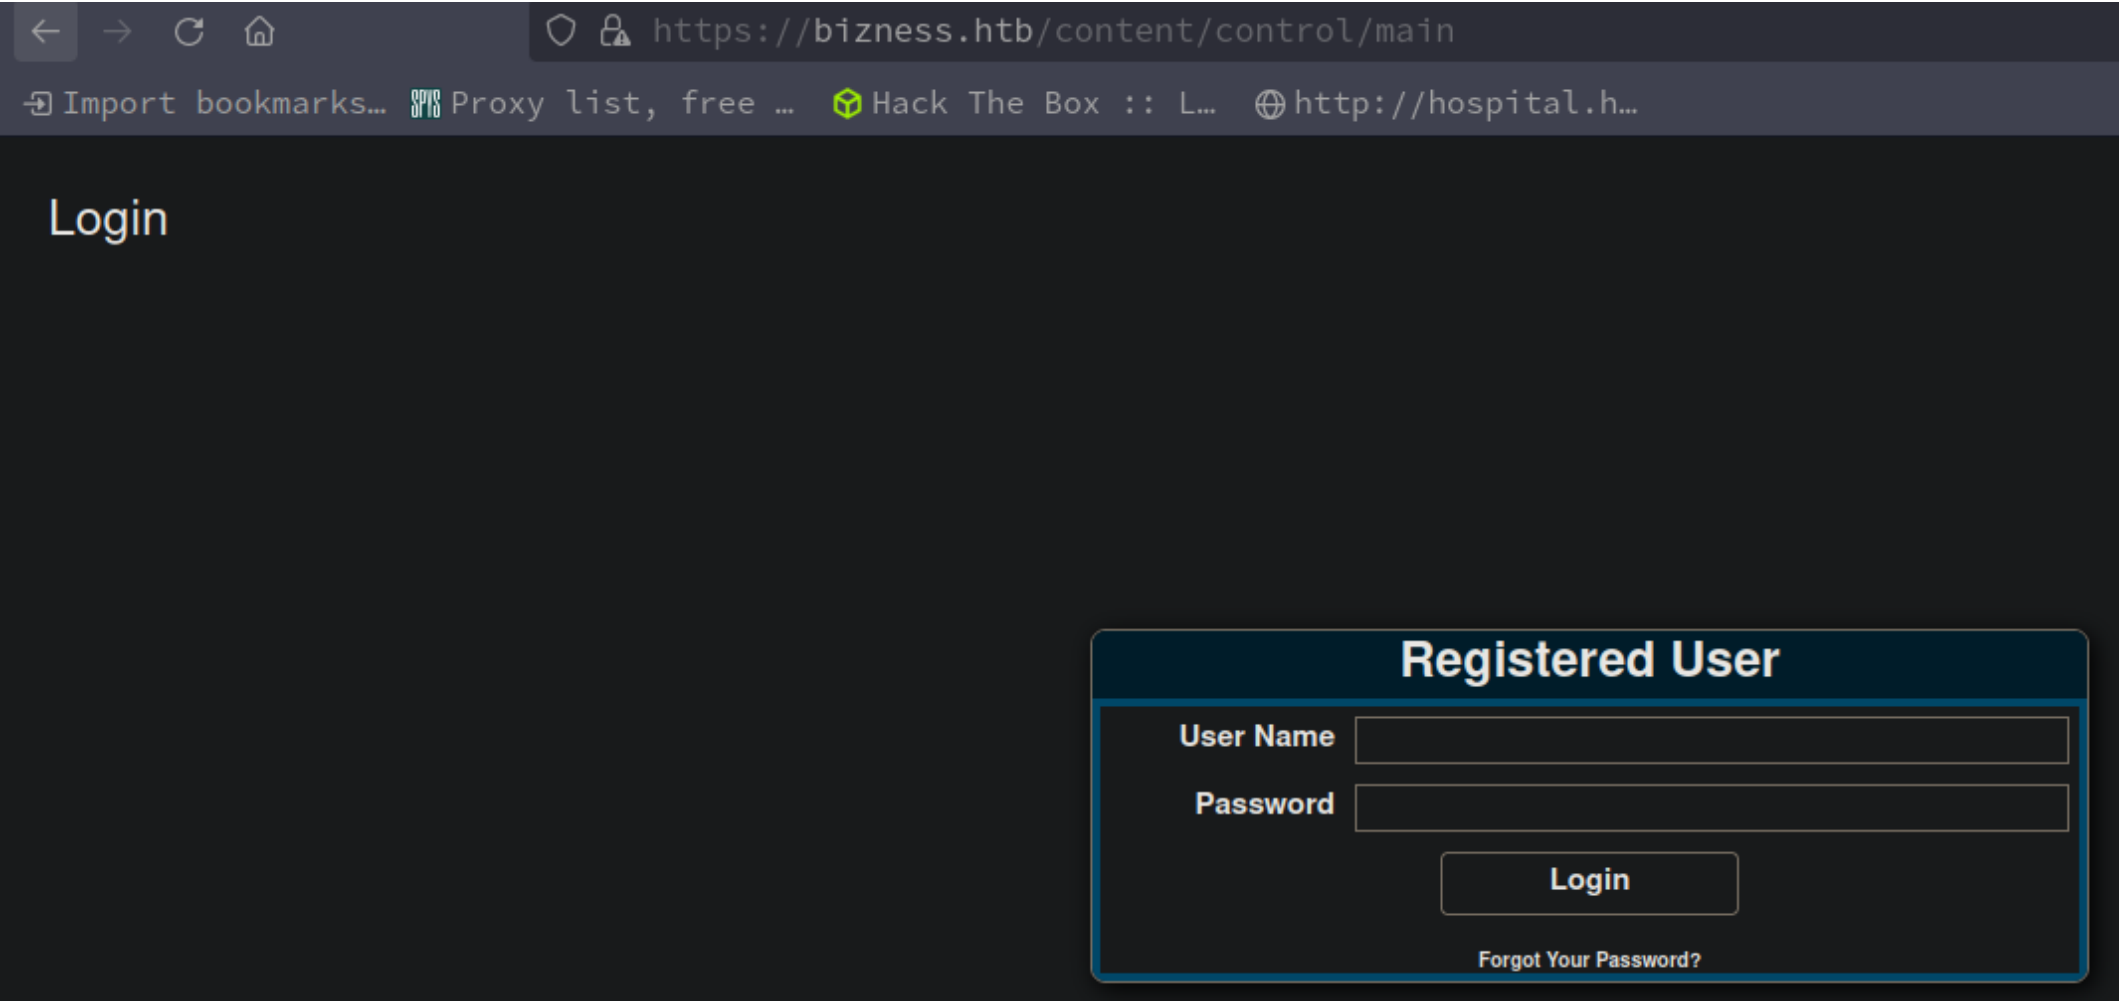 https://bizness.htb/content/control/main
Import bookmarks… SPYS Proxy list, free … Hack The Box :: L… http://hospital.h…
Login
Registered User
User Name
Password
Login
Forgot Your Password?